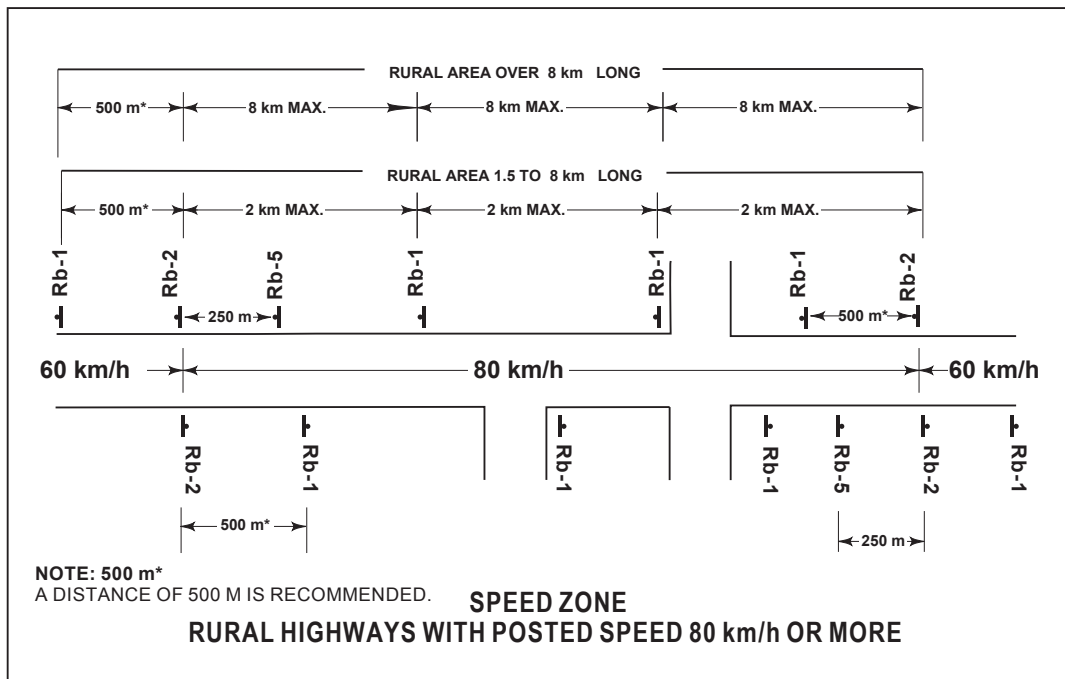 RURAL AREA OVER 8 km LONG
500 m* 8 km MAX. 8 km MAX. 8 km MAX.
RURAL AREA 1.5 TO 8 km LONG
500 m* 2 km MAX. 2 km MAX. 2 km MAX.
Rb-1 Rb-2 Rb-5 Rb-1 Rb-1 Rb-1 Rb-2
250 m 500 m*
60 km/h 80 km/h 60 km/h
Rb-2 Rb-1 Rb-1 Rb-1 Rb-5 Rb-2 Rb-1
500 m* 250 m
NOTE: 500 m*
A DISTANCE OF 500 M IS RECOMMENDED.
SPEED ZONE
RURAL HIGHWAYS WITH POSTED SPEED 80 km/h OR MORE